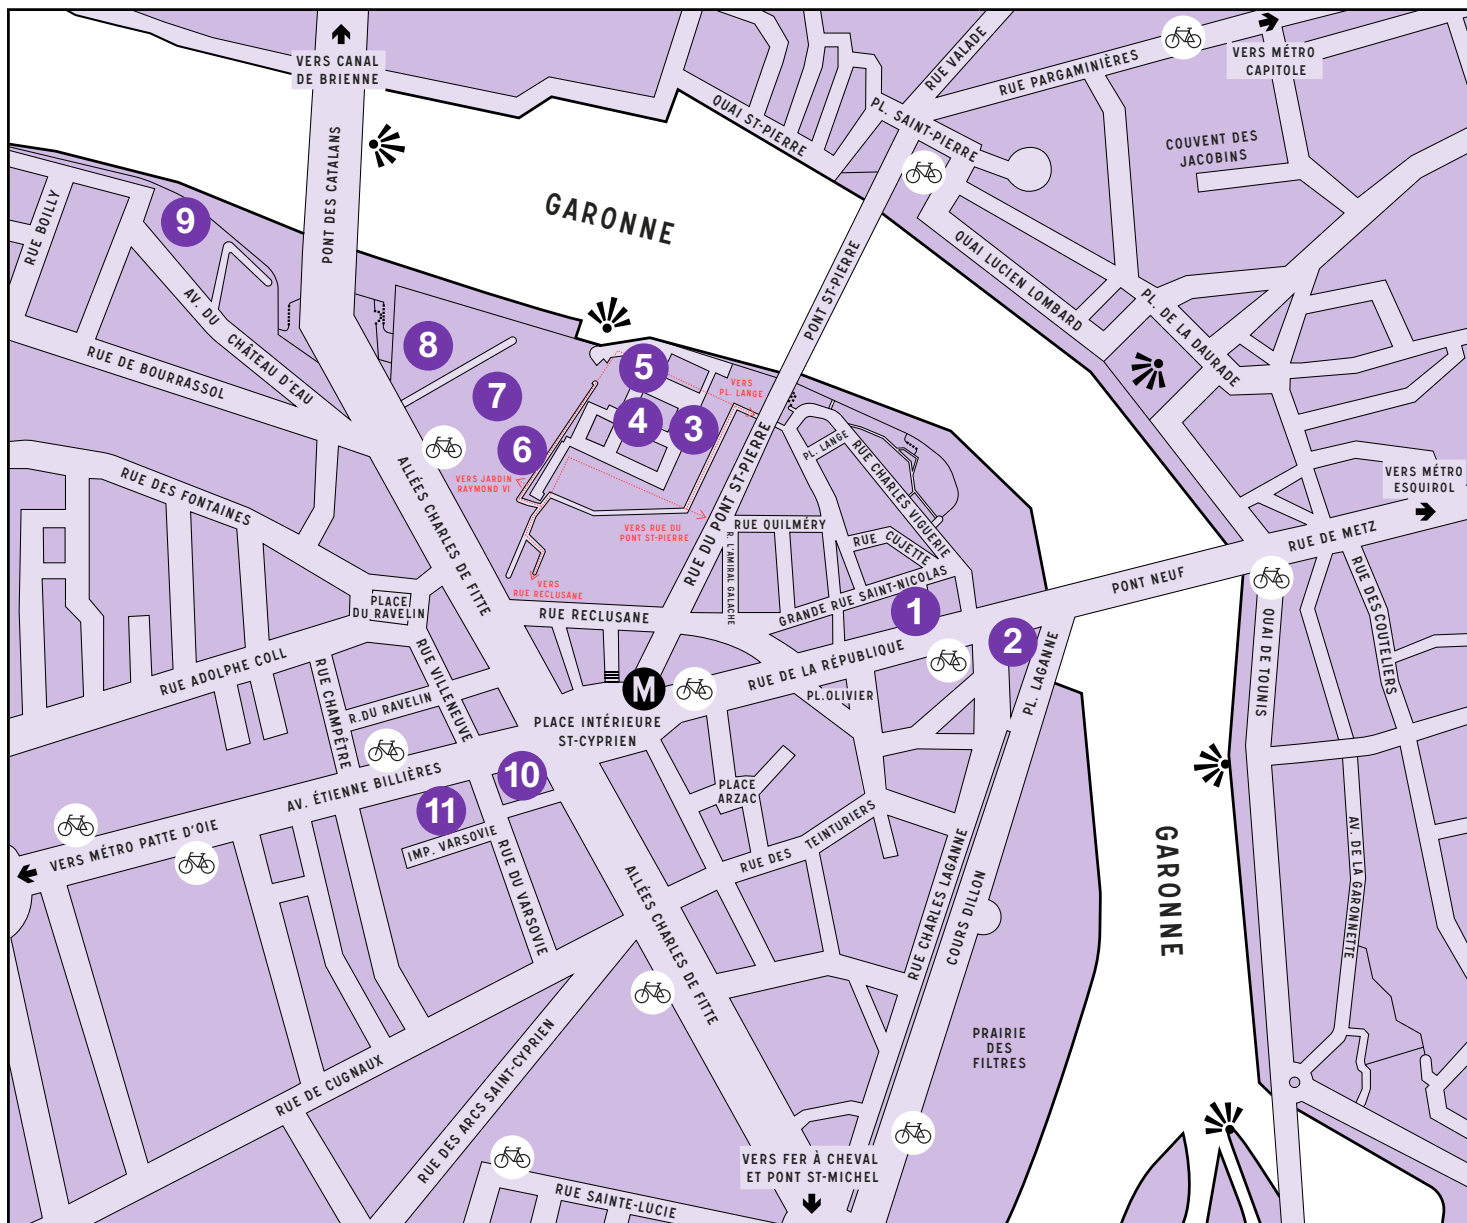 VERS CANAL
DE BRIENNE
PONT DES CATALANS
GARONNE
QUAI ST-PIERRE
RUE VALADE
PL. SAINT-PIERRE
RUE PARGAMINIÈRES
VERS MÉTRO
CAPITOLE
COUVENT DES
JACOBINS
RUE BOILLY
9
AV. DU CHÂTEAU D'EAU
RUE DE BOURRASSOL
PONT ST-PIERRE
QUAI LUCIEN LOMBARD
PL. DE LA DAURADE
8
7
6
5
4
3
VERS
PL. LANGE
VERS JARDIN
RAYMOND VI
VERS RUE DU
PONT ST-PIERRE
VERS
RUE RECLUSANE
PL. LANGE
RUE CHARLES VIGUERIE
RUE DU PONT ST-PIERRE
RUE QUILMÉRY
RUE CUJETTE
R. L'AMIRAL GALACHE
GRANDE RUE SAINT-NICOLAS
VERS MÉTRO
ESQUIROL
RUE DE METZ
PONT NEUF
RUE DES COUTELIERS
QUAI DE TOUNIS
RUE DES FONTAINES
ALLÉES CHARLES DE FITTE
PLACE
DU RAVELIN
RUE RECLUSANE
1
2
RUE DE LA RÉPUBLIQUE
PL. LAGANNE
PL.OLIVIER
RUE ADOLPHE COLL
RUE CHAMPÊTRE
R.DU RAVELIN
RUE VILLENEUVE
M
PLACE INTÉRIEURE
ST-CYPRIEN
10
11
AV. ÉTIENNE BILLIÈRES
VERS MÉTRO PATTE D'OIE
IMP. VARSOVIE
RUE DU VARSOVIE
PLACE
ARZAC
RUE DES TEINTURIERS
ALLÉES CHARLES DE FITTE
RUE CHARLES LAGANNE
COURS DILLON
GARONNE
AV. DE LA GARONNETTE
PRAIRIE
DES
FILTRES
RUE DE CUGNAUX
RUE DES ARCS SAINT-CYPRIEN
RUE SAINTE-LUCIE
VERS FER À CHEVAL
ET PONT ST-MICHEL